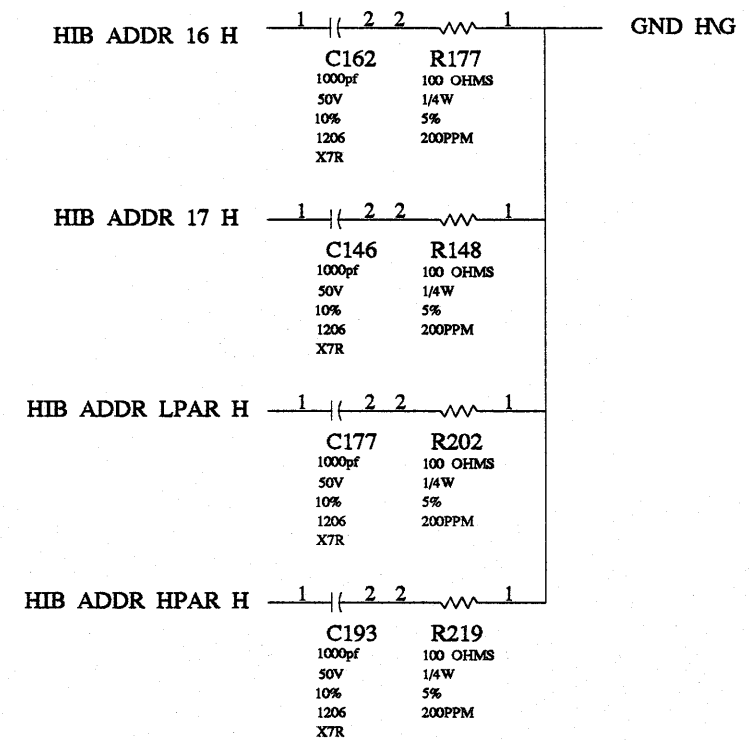 HIB ADDR 16 H 1 2 2 1 GND H\G
C162 R177
1000pf 100 OHMS
50V 1/4W
10% 5%
1206 200PPM
X7R
HIB ADDR 17 H 1 2 2 1
C146 R148
1000pf 100 OHMS
50V 1/4W
10% 5%
1206 200PPM
X7R
HIB ADDR LPAR H 1 2 2 1
C177 R202
1000pf 100 OHMS
50V 1/4W
10% 5%
1206 200PPM
X7R
HIB ADDR HPAR H 1 2 2 1
C193 R219
1000pf 100 OHMS
50V 1/4W
10% 5%
1206 200PPM
X7R